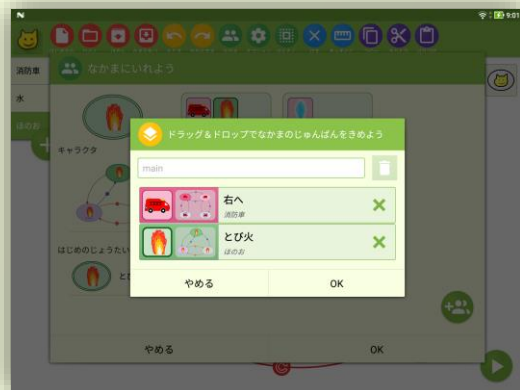 9:01
消防車
水
ほのお
なかまにいれよう
キャラクタ
はじめのじょうたい
ドラッグ&ドロップでなかまのじゅんばんをきめよう
main
右へ
消防車
とび火
ほのお
やめる
OK
やめる
OK